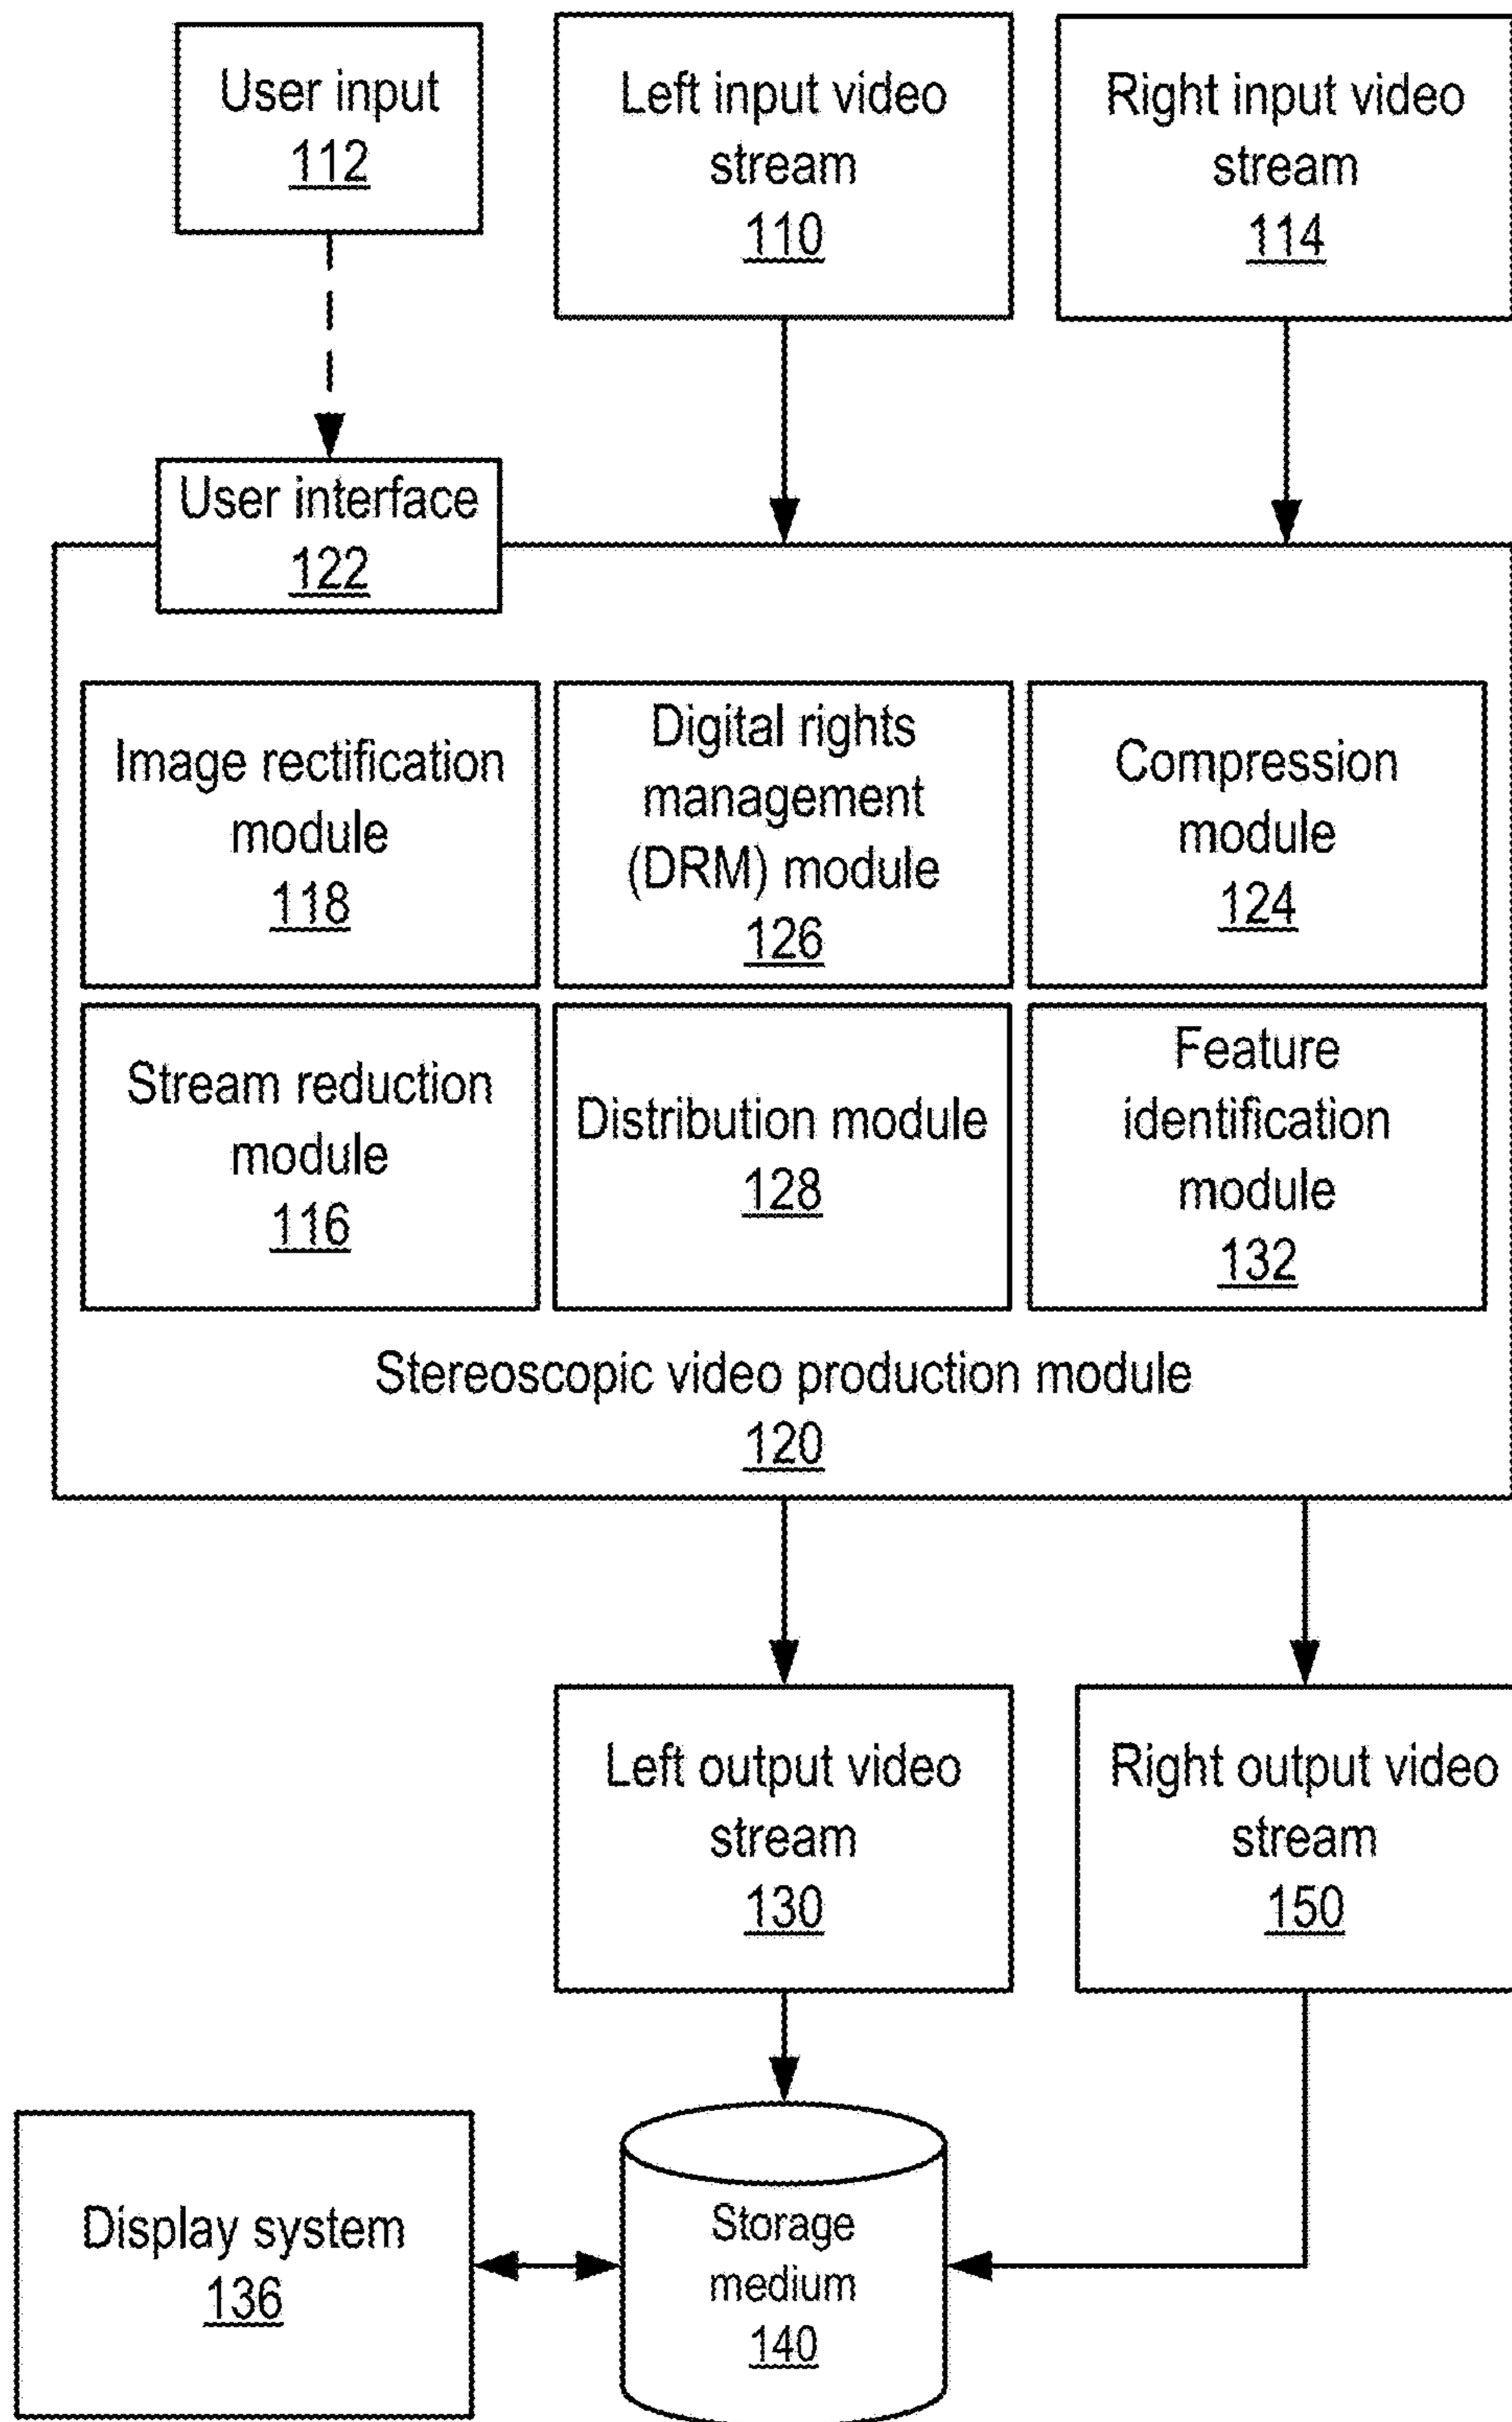 User input
112
Left input video
stream
110
Right input video
stream
114
User interface
122
Image rectification
module
118
Digital rights
management
(DRM) module
126
Compression
module
124
Stream reduction
module
116
Distribution module
128
Feature
identification
module
132
Stereoscopic video production module
120
Left output video
stream
130
Right output video
stream
150
Display system
136
Storage
medium
140